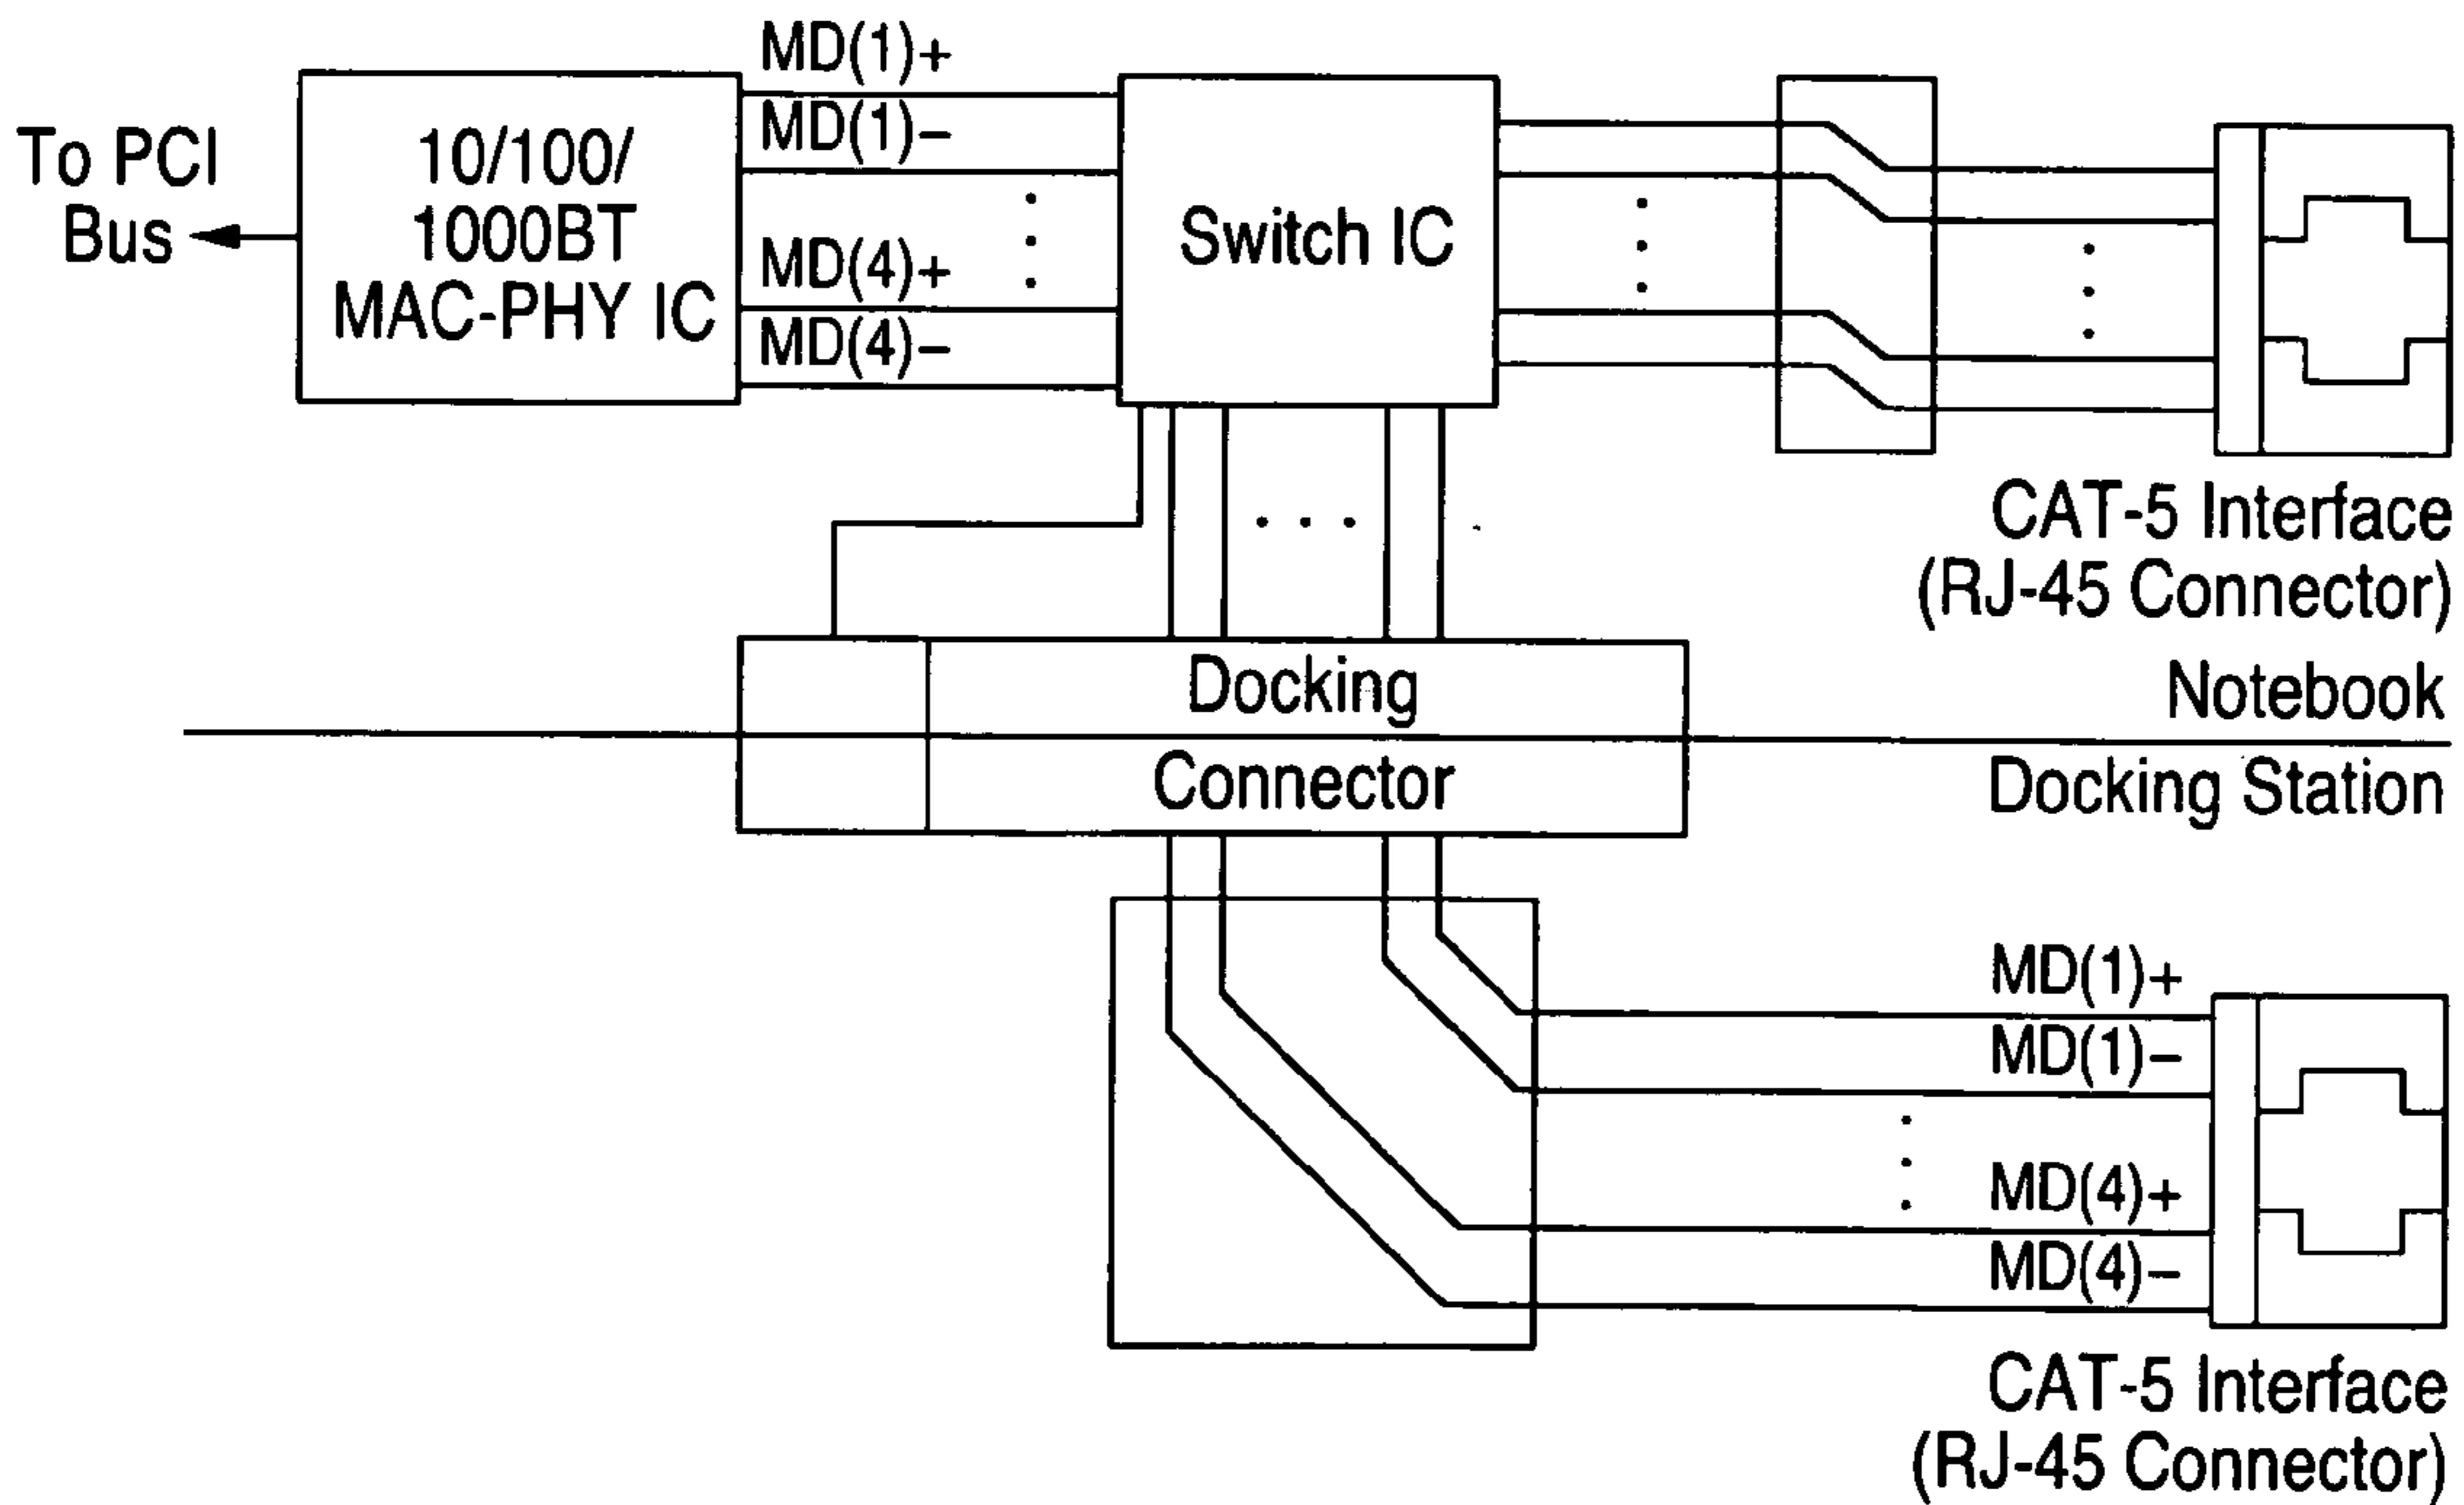 To PCI
Bus
10/100/
1000BT
MAC-PHY IC
MD(1)+
MD(1)−
MD(4)+
MD(4)−
Switch IC
CAT-5 Interface
(RJ-45 Connector)
Docking
Connector
Notebook
Docking Station
MD(1)+
MD(1)−
MD(4)+
MD(4)−
CAT-5 Interface
(RJ-45 Connector)